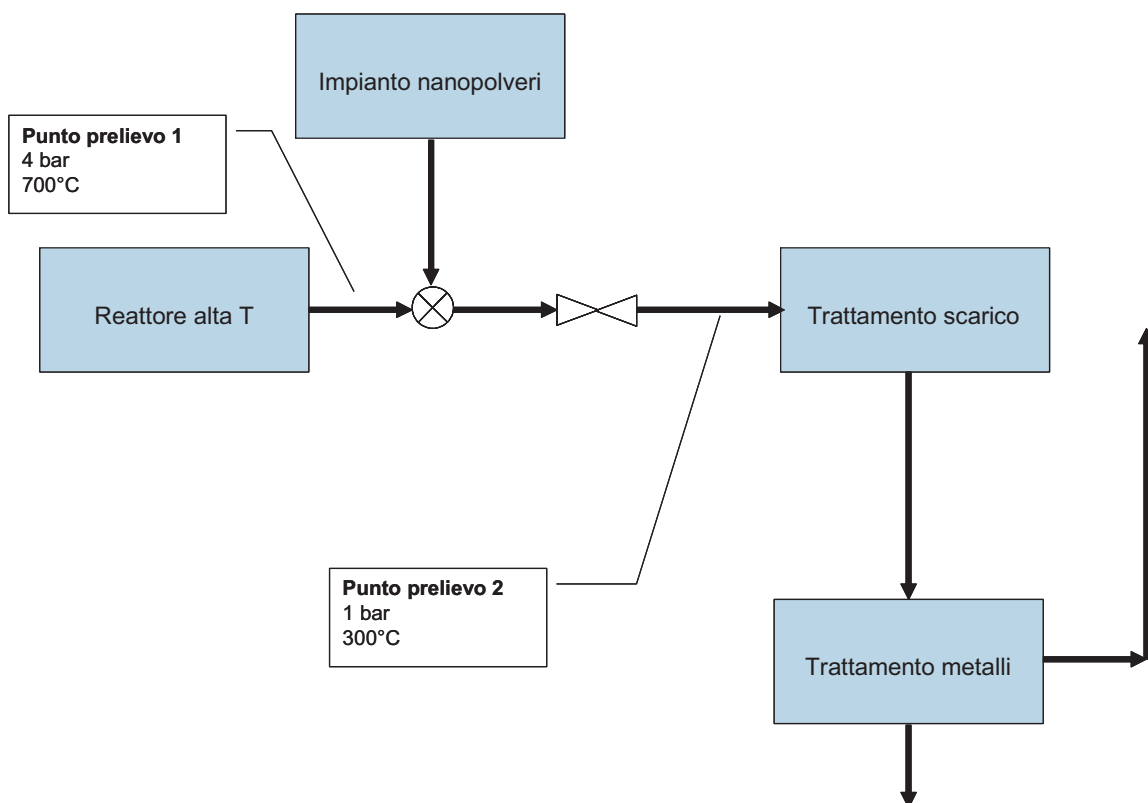 Impianto nanopolveri
Punto prelievo 1
4 bar
700°C
Reattore alta T
Trattamento scarico
Punto prelievo 2
1 bar
300°C
Trattamento metalli